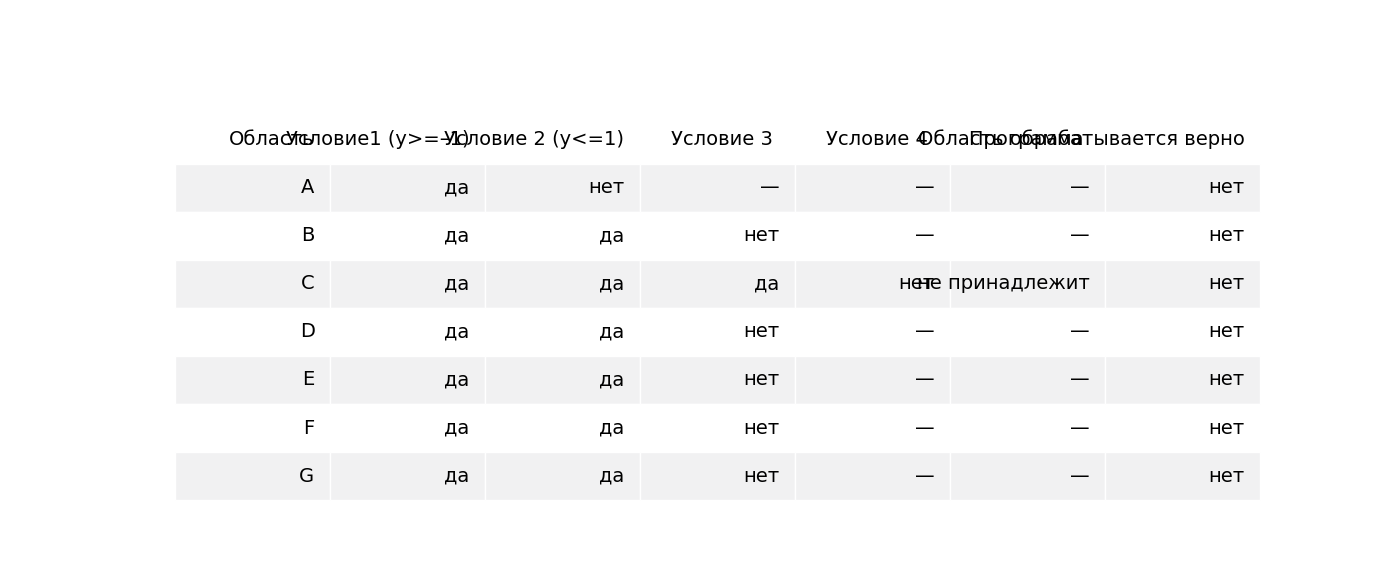 Область Условие1 (y>=-1) Условие 2 (y<=1) Условие 3 Условие 4 Программа Область обрабатывается верно
A да нет — — — нет
B да да нет — — нет
C да да да нет не принадлежит нет
D да да нет — — нет
E да да нет — — нет
F да да нет — — нет
G да да нет — — нет